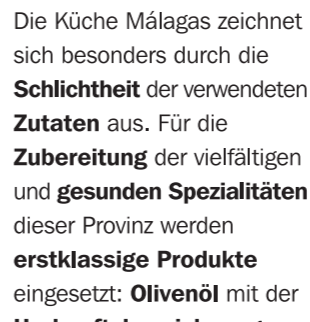 Die Küche Málagas zeichnet
sich besonders durch die
Schlichtheit der verwendeten
Zutaten aus. Für die
Zubereitung der vielfältigen
und gesunden Spezialitäten
dieser Provinz werden
erstklassige Produkte
eingesetzt: Olivenöl mit der